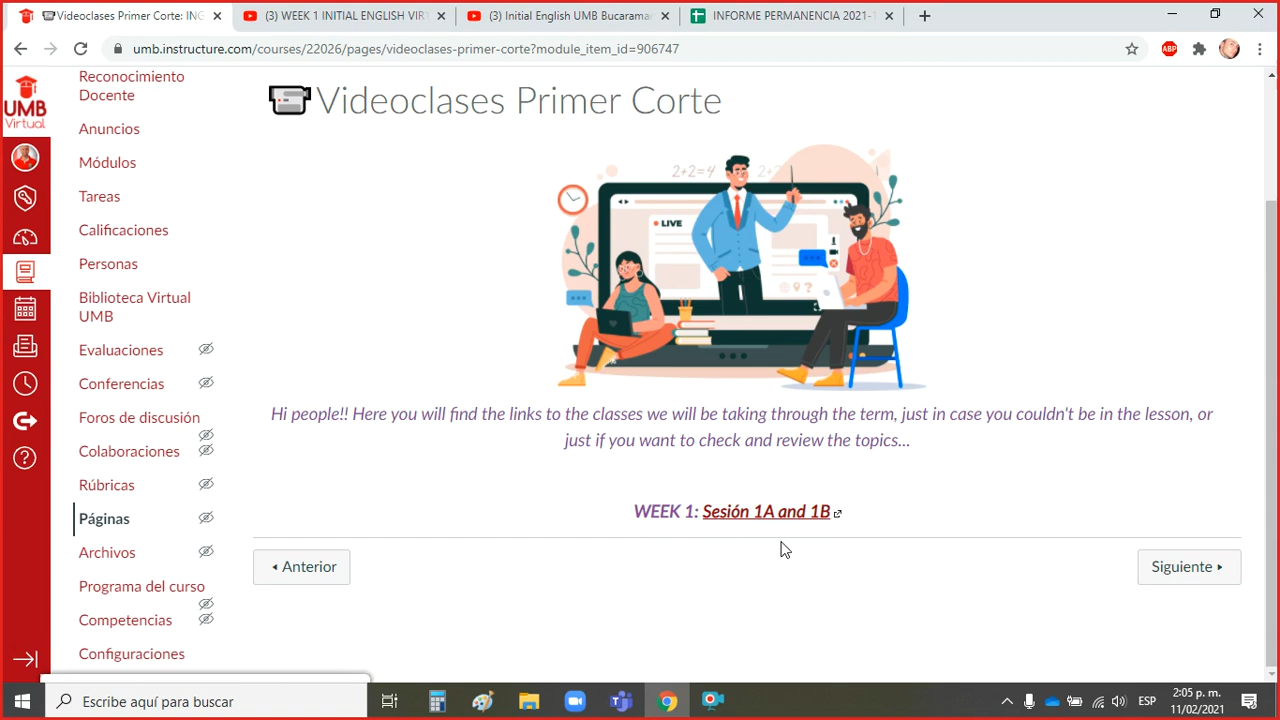 Videoclases Primer Corte: ING
(3) WEEK 1 INITIAL ENGLISH VIRT
(3) Initial English UMB Bucaraman
INFORME PERMANENCIA 2021-1
umb.instructure.com/courses/22026/pages/videoclases-primer-corte?module_item_id=906747
ABP
UMB
Virtual
Reconocimiento
Docente
Anuncios
Módulos
Tareas
Calificaciones
Personas
Biblioteca Virtual
UMB
Evaluaciones
Conferencias
Foros de discusión
Colaboraciones
Rúbricas
Páginas
Archivos
Programa del curso
Competencias
Configuraciones
Videoclases Primer Corte
2+2=4
LIVE
Hi people!! Here you will find the links to the classes we will be taking through the term, just in case you couldn't be in the lesson, or
just if you want to check and review the topics...
WEEK 1: Sesión 1A and 1B
Anterior
Siguiente
Escribe aquí para buscar
ESP
2:05 p. m.
11/02/2021